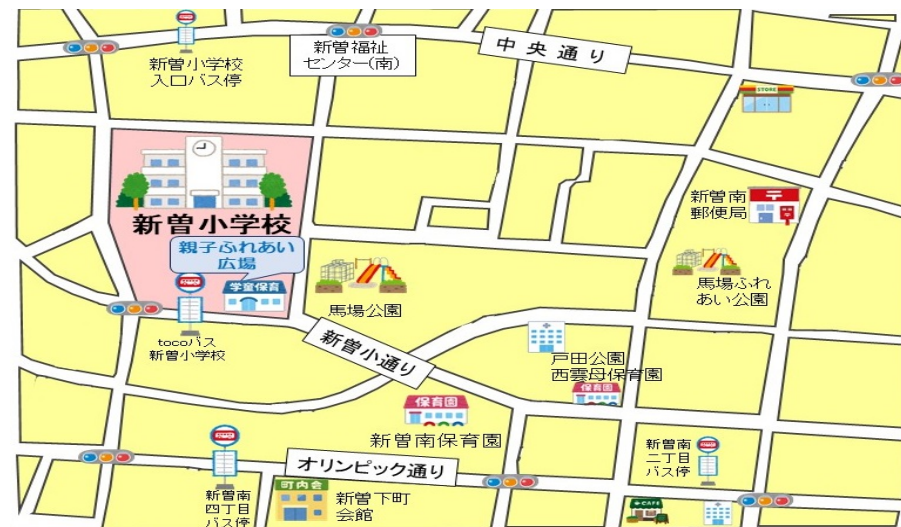 新曽小学校
入口バス停
新曽福祉
センター(南)
中央通り
STORE
新曽南
郵便局
新曽小学校
親子ふれあい
広場
学童保育
馬場公園
馬場ふれ
あい公園
tocoバス
新曽小学校
新曽小通り
戸田公園
西雲母保育園
保育園
保育園
新曽南保育園
新曽南
二丁目
バス停
オリンピック通り
町内会
新曽下町
会館
新曽南
四丁目
バス停
CAFE